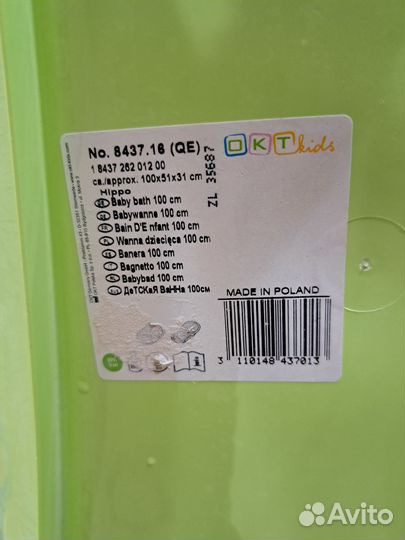 No. 8437.16 (QE)
OKT kids
1 8437 262 012 00
ca./approx. 100x51x31 cm
Hippo
Baby bath 100 cm
Babywanne 100 cm
Bain D'E nfant 100 cm
Wanna dziecięca 100 cm
Banera 100 cm
Bagnetto 100 cm
Babybad 100 cm
ДеТСКаЯ ВаННа 100см
ZL 35687
MADE IN POLAND
3 110148 437013
Avito